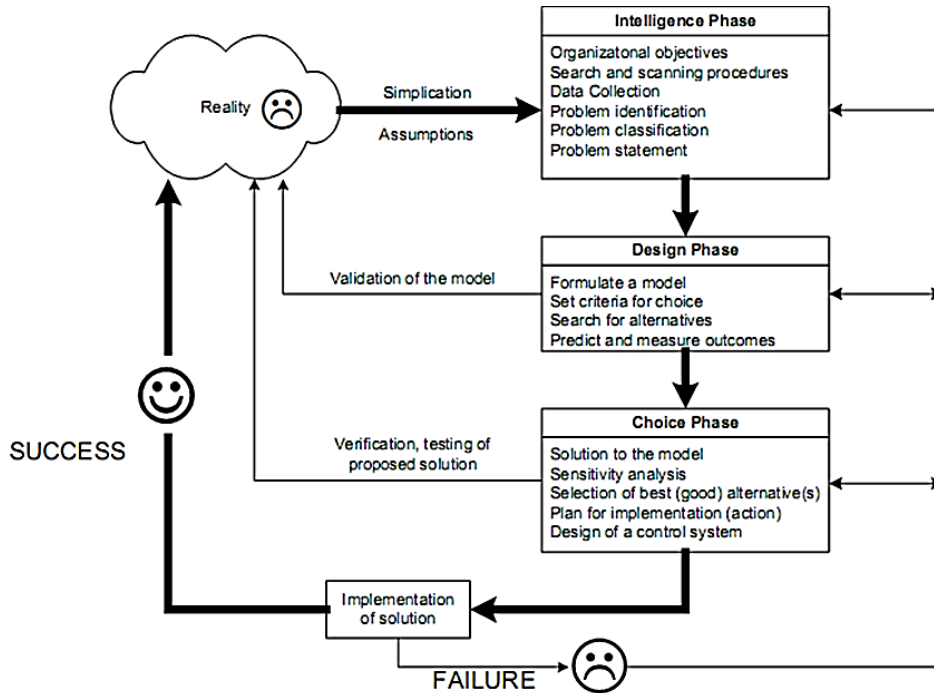 Intelligence Phase
Organizatonal objectives
Search and scanning procedures
Data Collection
Problem identification
Problem classification
Problem statement
Reality
Simplication
Assumptions
Design Phase
Formulate a model
Set criteria for choice
Search for alternatives
Predict and measure outcomes
Validation of the model
Choice Phase
Solution to the model
Sensitivity analysis
Selection of best (good) alternative(s)
Plan for implementation (action)
Design of a control system
Verification, testing of
proposed solution
SUCCESS
Implementation
of solution
FAILURE